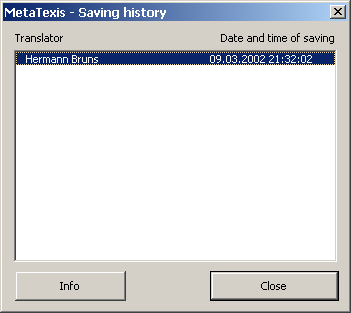 MetaTexis - Saving history
Translator Date and time of saving
Hermann Bruns 09.03.2002 21:32:02
Info Close